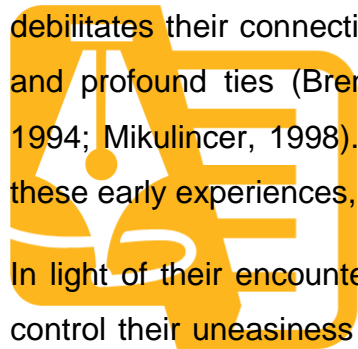 debilitates their connecti
and profound ties (Bren
1994; Mikulincer, 1998).
these early experiences,
In light of their encounte
control their uneasiness